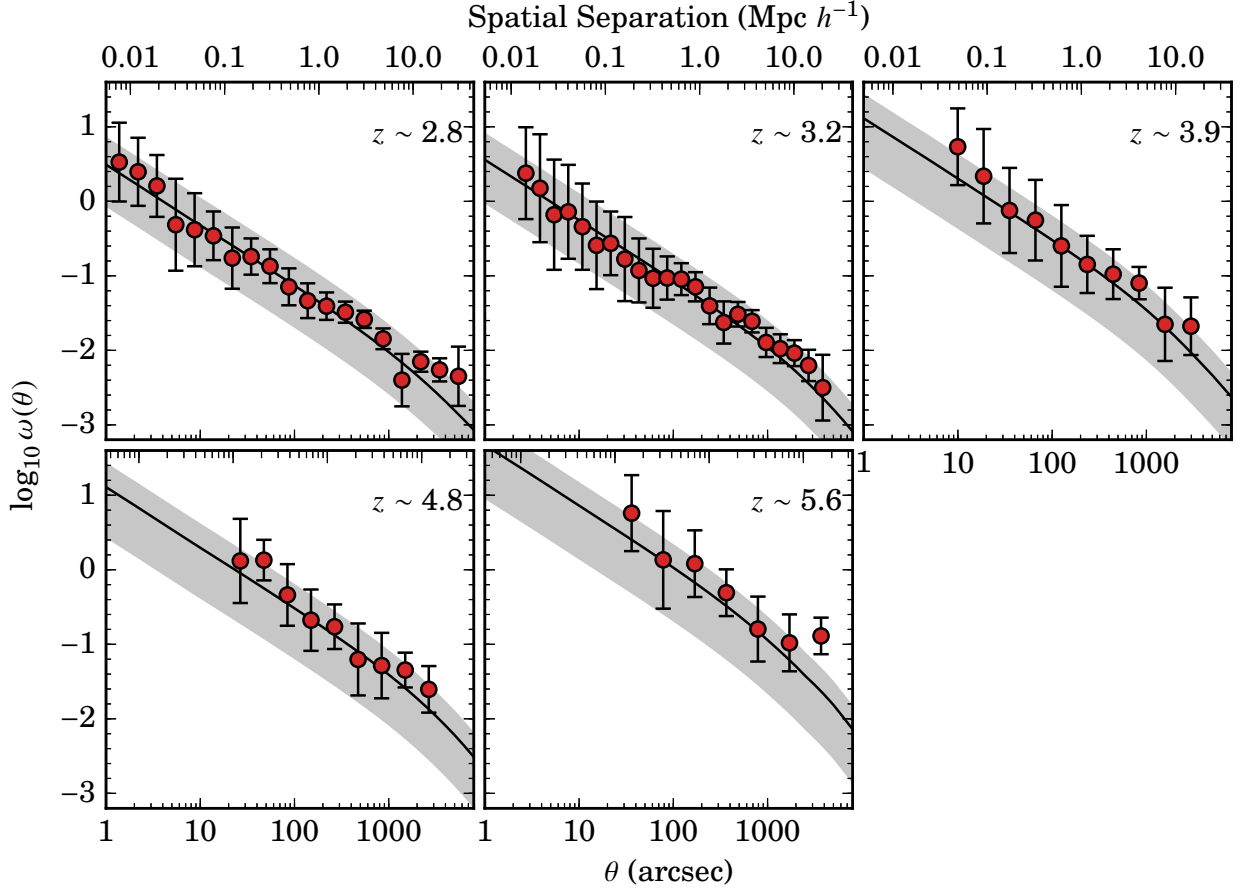 Spatial Separation (Mpc h⁻¹)
0.01 0.1 1.0 10.0 0.01 0.1 1.0 10.0 0.01 0.1 1.0 10.0
z ~ 2.8 z ~ 3.2 z ~ 3.9
1
0
−1
−2
−3
1 10 100 1000
log₁₀ ω(θ)
z ~ 4.8 z ~ 5.6
1
0
−1
−2
−3
1 10 100 1000 1 10 100 1000
θ (arcsec)